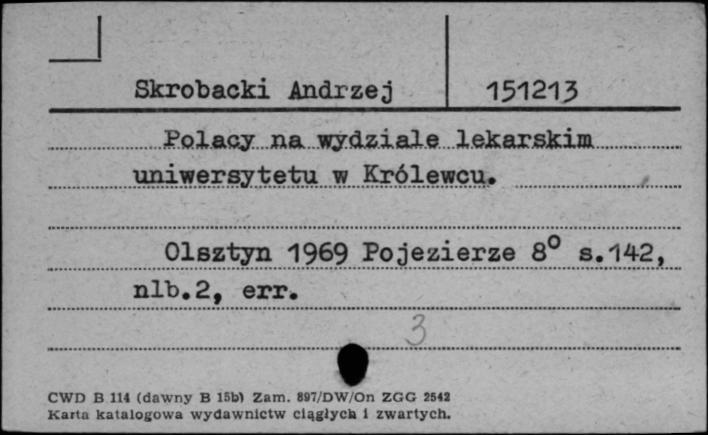 Skrobacki Andrzej 151213
Polacy na wydziale lekarskim
uniwersytetu w Królewcu.
Olsztyn 1969 Pojezierze 8° s.142,
nlb.2, err.
3
CWD B 114 (dawny B 15b) Zam. 897/DW/On ZGG 2542
Karta katalogowa wydawnictw ciągłych i zwartych.